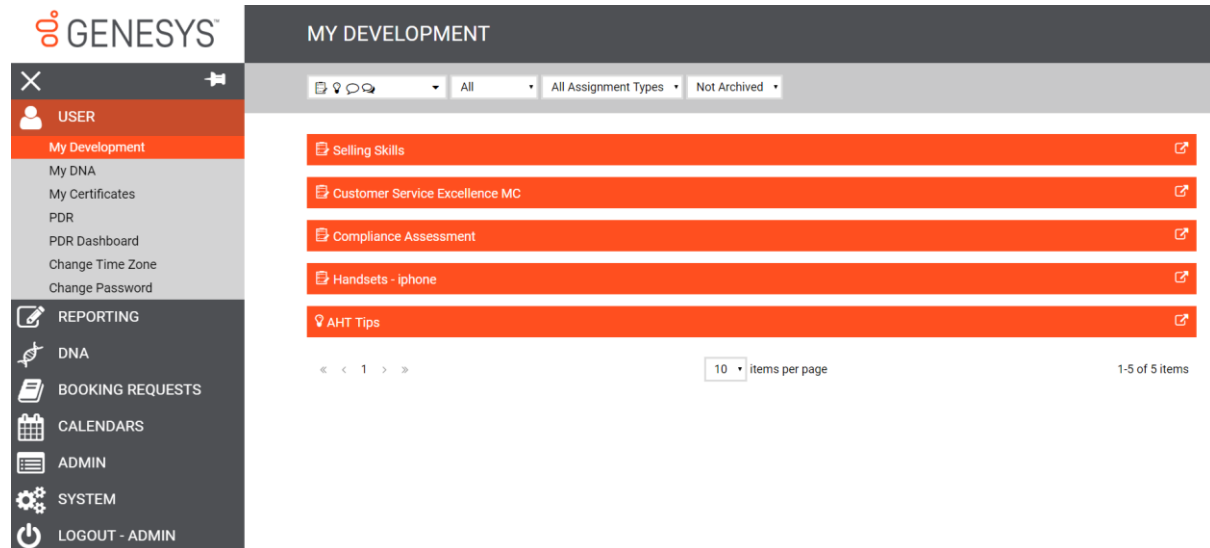 GENESYS™
MY DEVELOPMENT
All
All Assignment Types
Not Archived
USER
My Development
My DNA
My Certificates
PDR
PDR Dashboard
Change Time Zone
Change Password
REPORTING
DNA
BOOKING REQUESTS
CALENDARS
ADMIN
SYSTEM
LOGOUT - ADMIN
Selling Skills
Customer Service Excellence MC
Compliance Assessment
Handsets - iphone
AHT Tips
« ‹ 1 › »
10 items per page
1-5 of 5 items